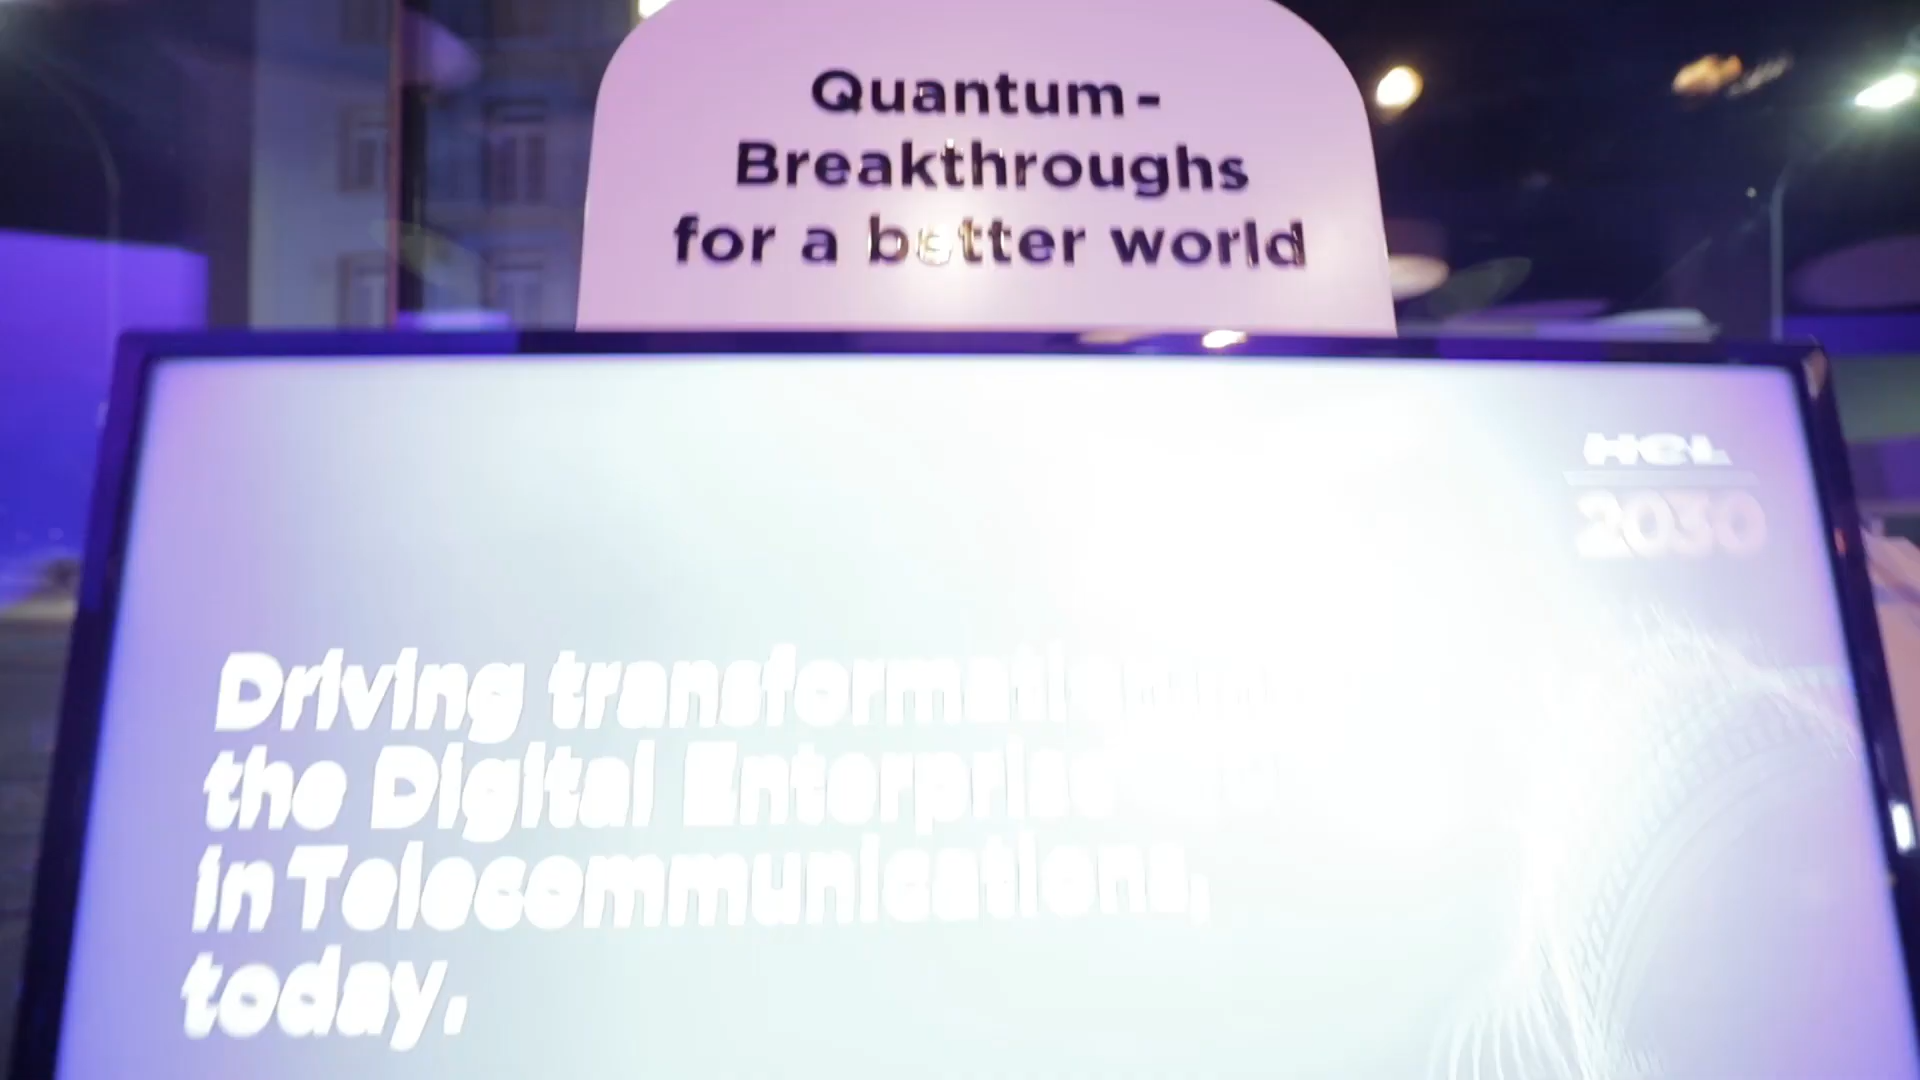 Quantum-
Breakthroughs
for a better world
HCL
2030
Driving transformation
the Digital Enterprise
in Telecommunications,
today.